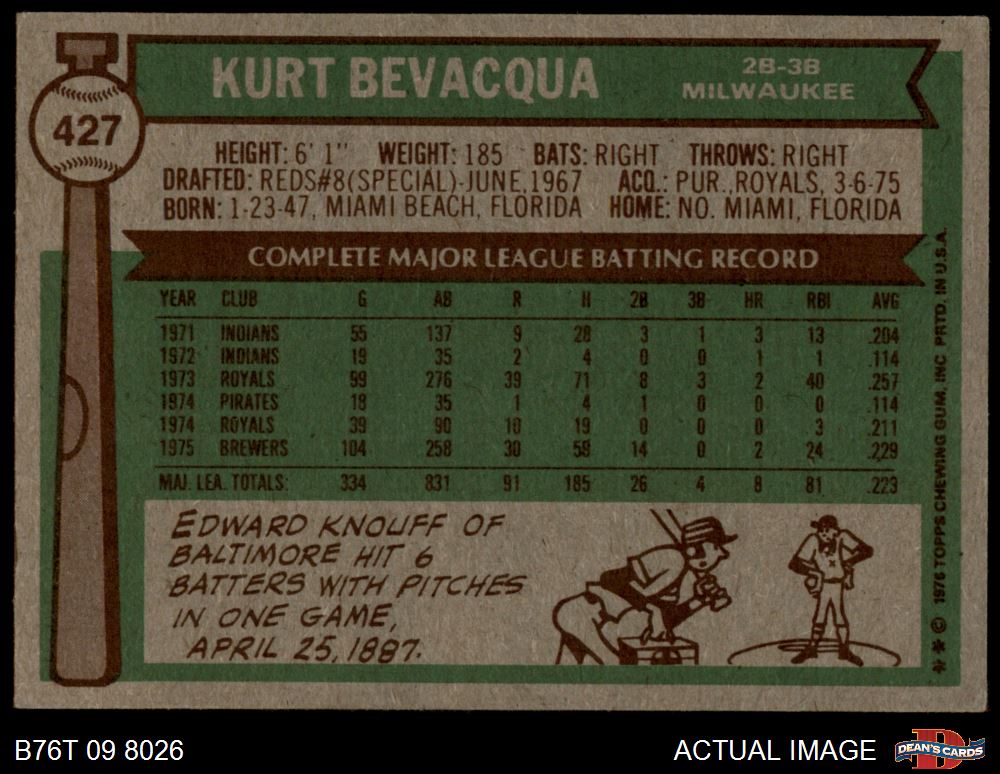 KURT BEVACQUA
2B-3B
MILWAUKEE
427
HEIGHT: 6' 1" WEIGHT: 185 BATS: RIGHT THROWS: RIGHT
DRAFTED: REDS#8(SPECIAL)-JUNE,1967 ACQ.: PUR.,ROYALS, 3-6-75
BORN: 1-23-47, MIAMI BEACH, FLORIDA HOME: NO. MIAMI, FLORIDA
COMPLETE MAJOR LEAGUE BATTING RECORD
YEAR CLUB G AB R H 2B 3B HR RBI AVG
1971 INDIANS 55 137 9 28 3 1 3 13 .204
1972 INDIANS 19 35 2 4 0 0 1 1 .114
1973 ROYALS 99 276 39 71 8 3 2 40 .257
1974 PIRATES 18 35 1 4 1 0 0 0 .114
1974 ROYALS 39 90 10 19 0 0 0 3 .211
1975 BREWERS 104 258 30 59 14 0 2 24 .229
MAJ. LEA. TOTALS: 334 831 91 185 26 4 8 81 .223
EDWARD KNOUFF OF
BALTIMORE HIT 6
BATTERS WITH PITCHES
IN ONE GAME,
APRIL 25, 1887.
** © 1976 TOPPS CHEWING GUM, INC. PRTD. IN U.S.A.
B76T 09 8026
ACTUAL IMAGE
DEAN'S CARDS